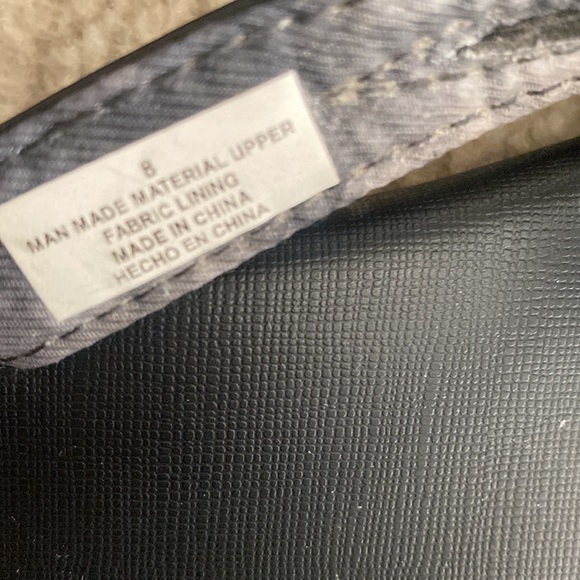 8
MAN MADE MATERIAL UPPER
FABRIC LINING
MADE IN CHINA
HECHO EN CHINA